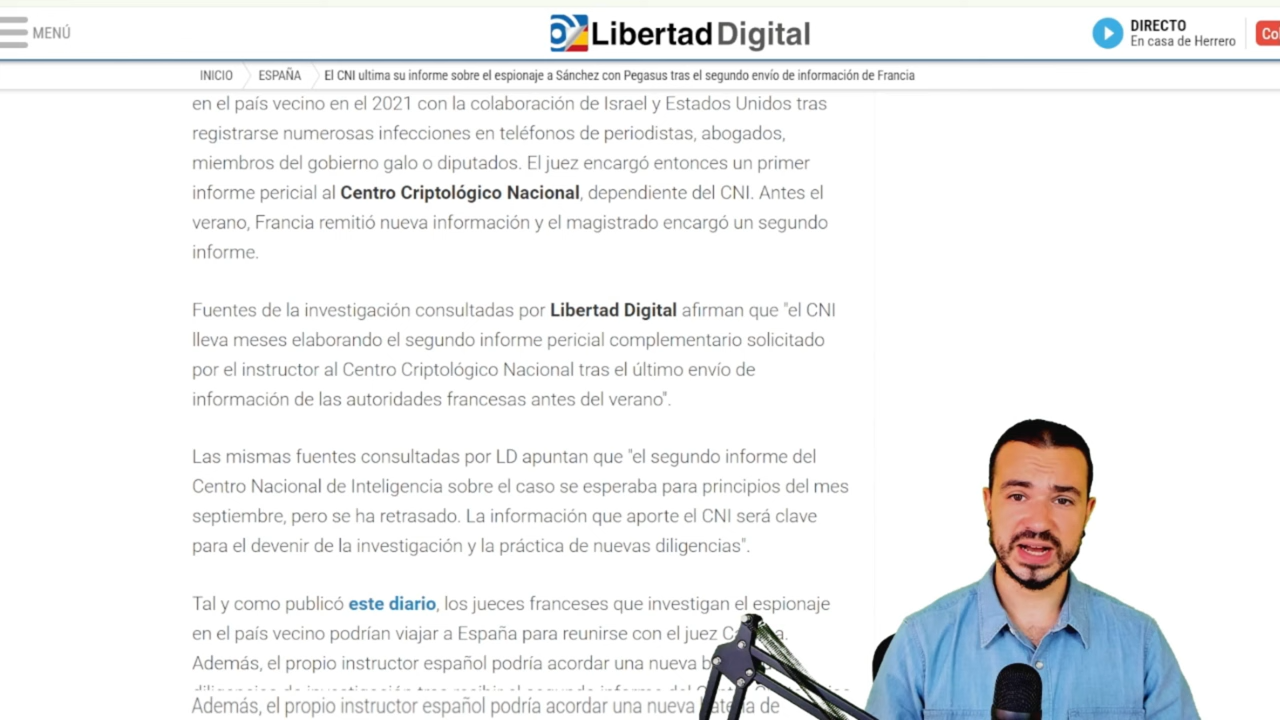 MENÚ
Libertad Digital
DIRECTO
En casa de Herrero
INICIO
ESPAÑA
El CNI ultima su informe sobre el espionaje a Sánchez con Pegasus tras el segundo envío de información de Francia
en el país vecino en el 2021 con la colaboración de Israel y Estados Unidos tras
registrarse numerosas infecciones en teléfonos de periodistas, abogados,
miembros del gobierno galo o diputados. El juez encargó entonces un primer
informe pericial al Centro Criptológico Nacional, dependiente del CNI. Antes el
verano, Francia remitió nueva información y el magistrado encargó un segundo
informe.
Fuentes de la investigación consultadas por Libertad Digital afirman que "el CNI
lleva meses elaborando el segundo informe pericial complementario solicitado
por el instructor al Centro Criptológico Nacional tras el último envío de
información de las autoridades francesas antes del verano".
Las mismas fuentes consultadas por LD apuntan que "el segundo informe del
Centro Nacional de Inteligencia sobre el caso se esperaba para principios del mes
septiembre, pero se ha retrasado. La información que aporte el CNI será clave
para el devenir de la investigación y la práctica de nuevas diligencias".
Tal y como publicó este diario, los jueces franceses que investigan el espionaje
en el país vecino podrían viajar a España para reunirse con el juez
Además, el propio instructor español podría acordar una nueva
Además, el propio instructor español podría acordar una nueva de